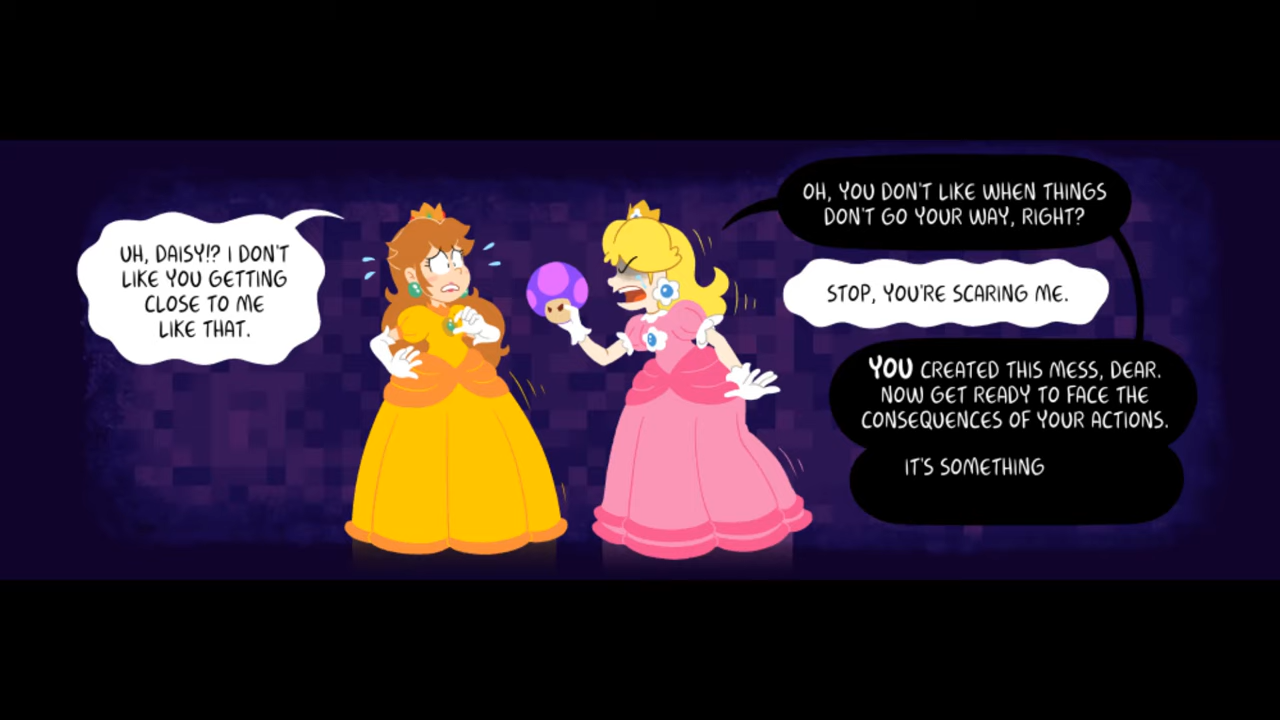 UH, DAISY!? I DON'T
LIKE YOU GETTING
CLOSE TO ME
LIKE THAT.
OH, YOU DON'T LIKE WHEN THINGS
DON'T GO YOUR WAY, RIGHT?
STOP, YOU'RE SCARING ME.
YOU CREATED THIS MESS, DEAR.
NOW GET READY TO FACE THE
CONSEQUENCES OF YOUR ACTIONS.
IT'S SOMETHING